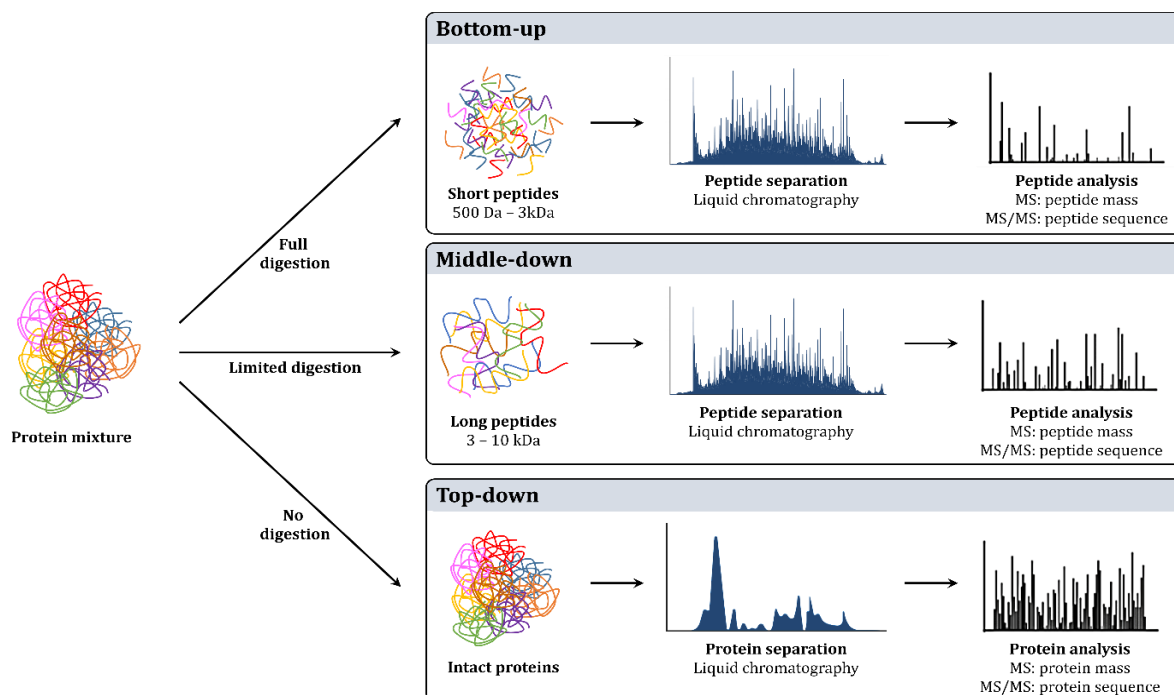 Bottom-up
Short peptides
500 Da – 3kDa
Peptide separation
Liquid chromatography
Peptide analysis
MS: peptide mass
MS/MS: peptide sequence
Full
digestion
Middle-down
Protein mixture
Limited digestion
Long peptides
3 – 10 kDa
Peptide separation
Liquid chromatography
Peptide analysis
MS: peptide mass
MS/MS: peptide sequence
No
digestion
Top-down
Intact proteins
Protein separation
Liquid chromatography
Protein analysis
MS: protein mass
MS/MS: protein sequence